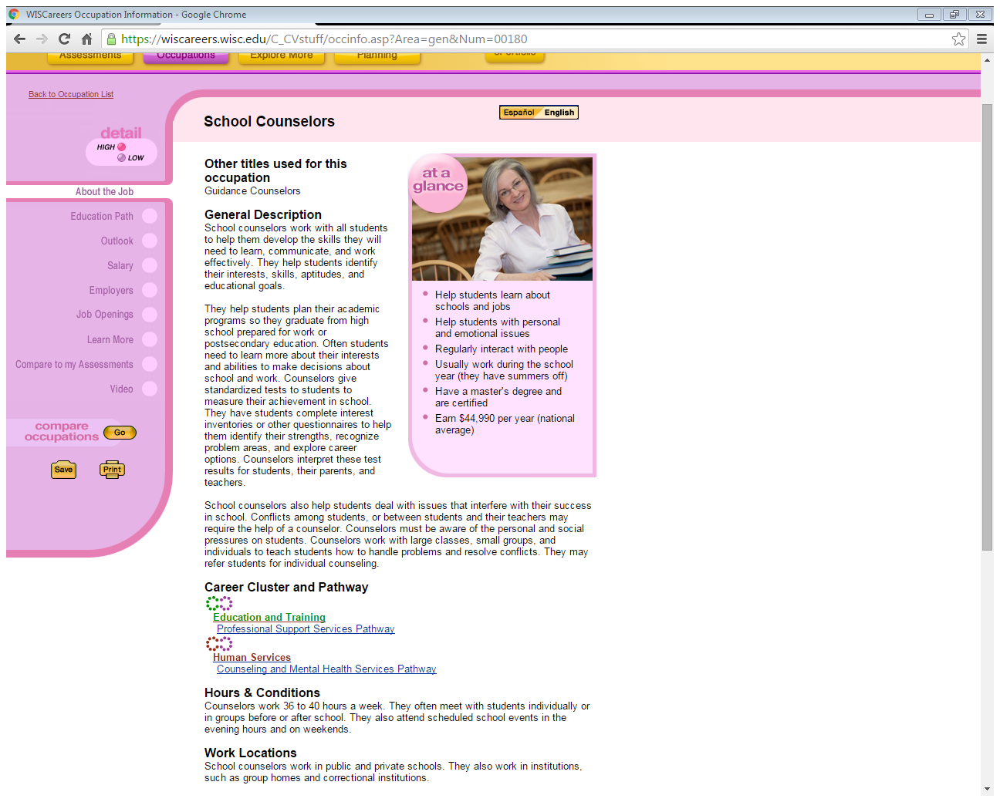 WISCareers Occupation Information - Google Chrome
https://wiscareers.wisc.edu/C_CVstuff/occinfo.asp?Area=gen&Num=00180
Assessments
Occupations
Explore More
Planning
Back to Occupation List
detail
HIGH
LOW
About the Job
Education Path
Outlook
Salary
Employers
Job Openings
Learn More
Compare to my Assessments
Video
compare
occupations
Go
Save
Print
School Counselors
Español English
Other titles used for this
occupation
Guidance Counselors
General Description
School counselors work with all students
to help them develop the skills they will
need to learn, communicate, and work
effectively. They help students identify
their interests, skills, aptitudes, and
educational goals.
They help students plan their academic
programs so they graduate from high
school prepared for work or
postsecondary education. Often students
need to learn more about their interests
and abilities to make decisions about
school and work. Counselors give
standardized tests to students to
measure their achievement in school.
They have students complete interest
inventories or other questionnaires to help
them identify their strengths, recognize
problem areas, and explore career
options. Counselors interpret these test
results for students, their parents, and
teachers.
at a
glance
Help students learn about
schools and jobs
Help students with personal
and emotional issues
Regularly interact with people
Usually work during the school
year (they have summers off)
Have a master's degree and
are certified
Earn $44,990 per year (national
average)
School counselors also help students deal with issues that interfere with their success
in school. Conflicts among students, or between students and their teachers may
require the help of a counselor. Counselors must be aware of the personal and social
pressures on students. Counselors work with large classes, small groups, and
individuals to teach students how to handle problems and resolve conflicts. They may
refer students for individual counseling.
Career Cluster and Pathway
Education and Training
Professional Support Services Pathway
Human Services
Counseling and Mental Health Services Pathway
Hours & Conditions
Counselors work 36 to 40 hours a week. They often meet with students individually or
in groups before or after school. They also attend scheduled school events in the
evening hours and on weekends.
Work Locations
School counselors work in public and private schools. They also work in institutions,
such as group homes and correctional institutions.